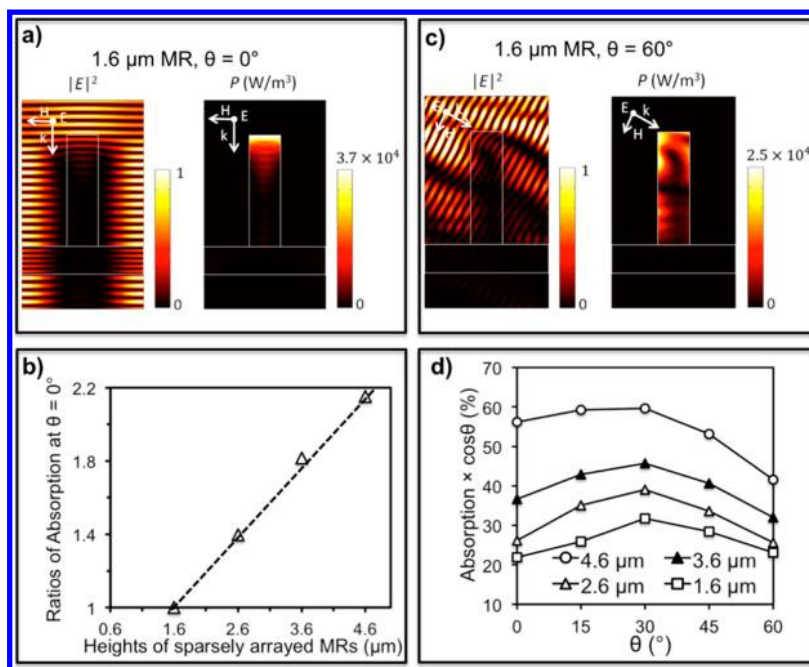 a)
1.6 μm MR, θ = 0°
|E|²
P (W/m³)
H
E
k
H
E
k
1
0
3.7 × 10⁴
0
c)
1.6 μm MR, θ = 60°
|E|²
P (W/m³)
E
k
H
E
k
H
1
0
2.5 × 10⁴
0
b)
Ratios of Absorption at θ = 0°
2.2
1.8
1.4
1
0.6
1.6
2.6
3.6
4.6
Heights of sparsely arrayed MRs (μm)
d)
Absorption × cosθ (%)
70
60
50
40
30
20
10
4.6 μm
3.6 μm
2.6 μm
1.6 μm
0
15
30
45
60
θ (°)